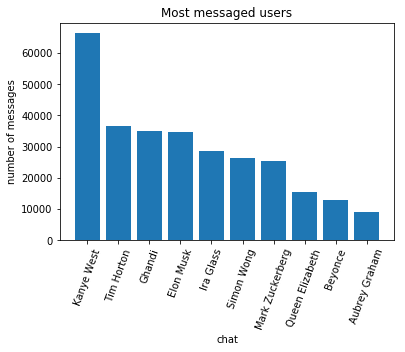 Most messaged users
number of messages
60000
50000
40000
30000
20000
10000
0
Kanye West
Tim Horton
Ghandi
Elon Musk
Ira Glass
Simon Wong
Mark Zuckerberg
Queen Elizabeth
Beyonce
Aubrey Graham
chat